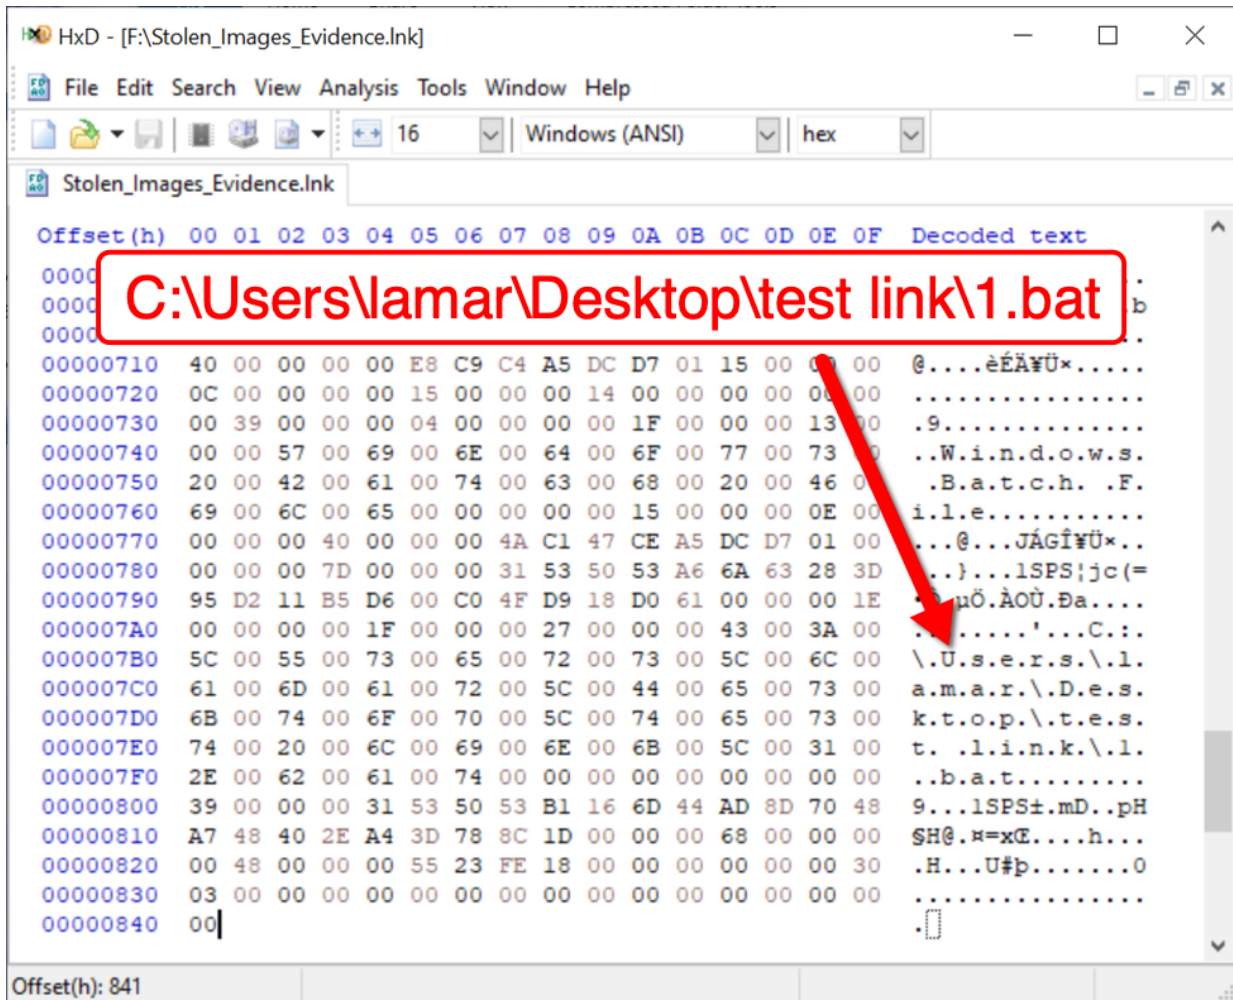 HxD - [F:\Stolen_Images_Evidence.lnk]
File Edit Search View Analysis Tools Window Help
16 Windows (ANSI) hex
Stolen_Images_Evidence.lnk
Offset(h) 00 01 02 03 04 05 06 07 08 09 0A 0B 0C 0D 0E 0F Decoded text
C:\Users\lamar\Desktop\test link\1.bat
00000710 40 00 00 00 00 E8 C9 C4 A5 DC D7 01 15 00 00 00 @....èÉÄ¥Ü×.....
00000720 0C 00 00 00 00 15 00 00 00 14 00 00 00 00 00 00 ................
00000730 00 39 00 00 00 04 00 00 00 00 1F 00 00 00 13 00 .9..............
00000740 00 00 57 00 69 00 6E 00 64 00 6F 00 77 00 73 00 ..W.i.n.d.o.w.s.
00000750 20 00 42 00 61 00 74 00 63 00 68 00 20 00 46 00 .B.a.t.c.h. .F.
00000760 69 00 6C 00 65 00 00 00 00 00 15 00 00 00 0E 00 i.l.e...........
00000770 00 00 00 40 00 00 00 4A C1 47 CE A5 DC D7 01 00 ...@...JÁGÎ¥Ü×..
00000780 00 00 00 7D 00 00 00 31 53 50 53 A6 6A 63 28 3D ...}...1SPS¦jc(=
00000790 95 D2 11 B5 D6 00 C0 4F D9 18 D0 61 00 00 00 1E µÖ.ÀOÙ.Ða....
000007A0 00 00 00 00 1F 00 00 00 27 00 00 00 43 00 3A 00 ........'...C.:.
000007B0 5C 00 55 00 73 00 65 00 72 00 73 00 5C 00 6C 00 \.U.s.e.r.s.\.l.
000007C0 61 00 6D 00 61 00 72 00 5C 00 44 00 65 00 73 00 a.m.a.r.\.D.e.s.
000007D0 6B 00 74 00 6F 00 70 00 5C 00 74 00 65 00 73 00 k.t.o.p.\.t.e.s.
000007E0 74 00 20 00 6C 00 69 00 6E 00 6B 00 5C 00 31 00 t. .l.i.n.k.\.1.
000007F0 2E 00 62 00 61 00 74 00 00 00 00 00 00 00 00 00 ..b.a.t.........
00000800 39 00 00 00 31 53 50 53 B1 16 6D 44 AD 8D 70 48 9...1SPS±.mD..pH
00000810 A7 48 40 2E A4 3D 78 8C 1D 00 00 00 68 00 00 00 §H@.¤=xŒ....h...
00000820 00 48 00 00 00 55 23 FE 18 00 00 00 00 00 00 30 .H...U#þ.......0
00000830 03 00 00 00 00 00 00 00 00 00 00 00 00 00 00 00 ................
00000840 00 .
Offset(h): 841